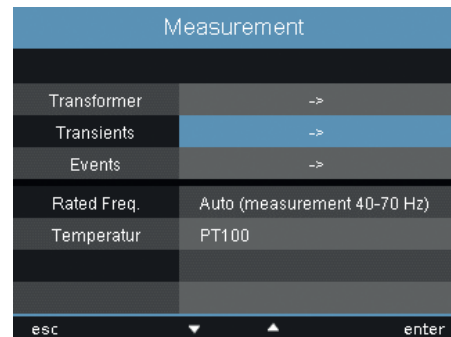 Measurement
Transformer ->
Transients ->
Events ->
Rated Freq. Auto (measurement 40-70 Hz)
Temperatur PT100
esc ▼ ▲ enter